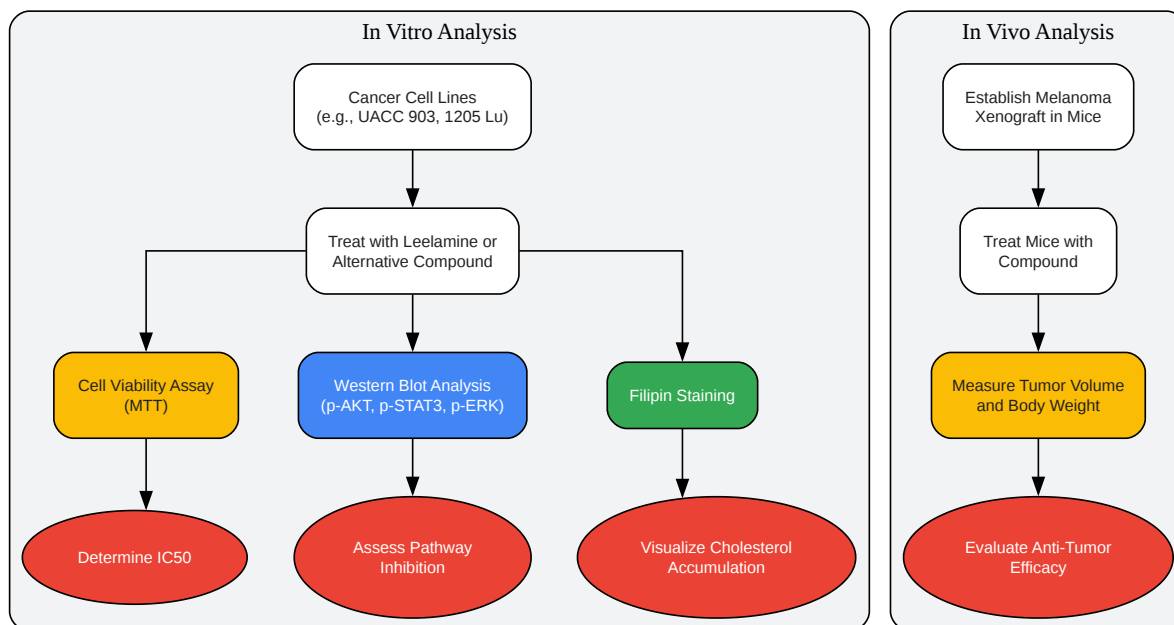 In Vitro Analysis
Cancer Cell Lines
(e.g., UACC 903, 1205 Lu)
Treat with Leelamine or
Alternative Compound
Cell Viability Assay
(MTT)
Western Blot Analysis
(p-AKT, p-STAT3, p-ERK)
Filipin Staining
Determine IC50
Assess Pathway
Inhibition
Visualize Cholesterol
Accumulation
In Vivo Analysis
Establish Melanoma
Xenograft in Mice
Treat Mice with
Compound
Measure Tumor Volume
and Body Weight
Evaluate Anti-Tumor
Efficacy